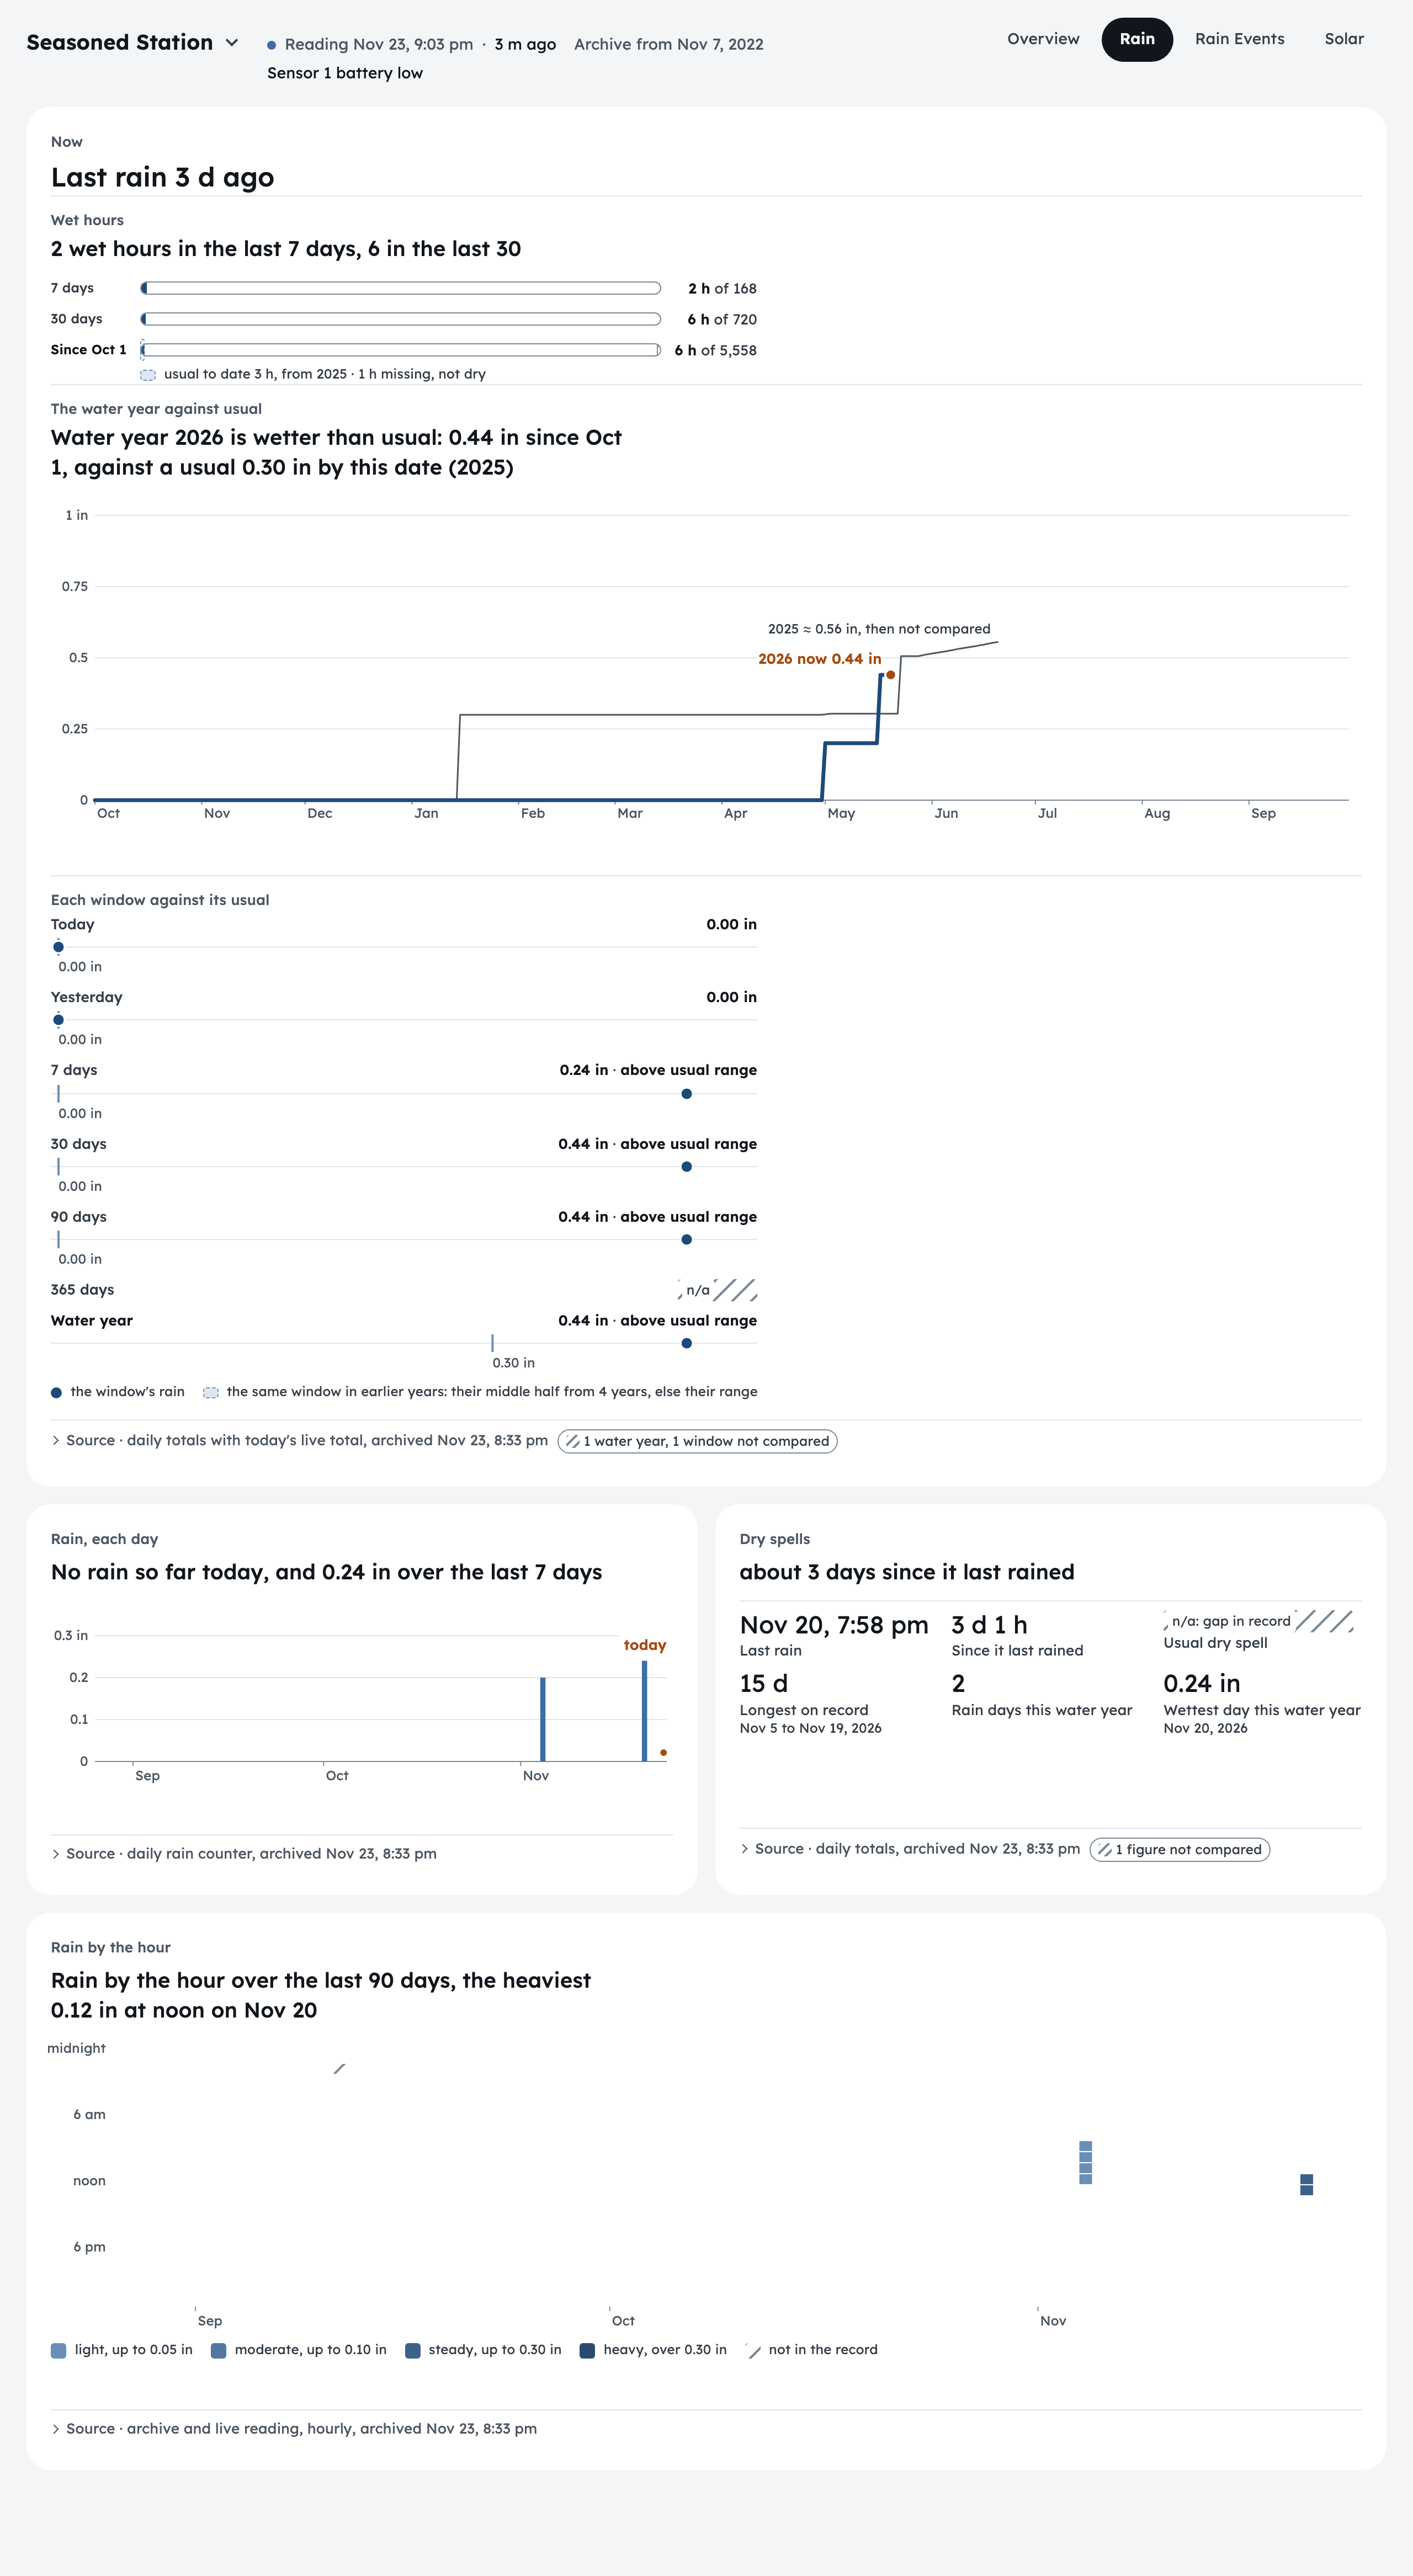 Seasoned Station
Reading Nov 23, 9:03 pm · 3 m ago Archive from Nov 7, 2022
Sensor 1 battery low
Overview Rain Rain Events Solar
Now
Last rain 3 d ago
Wet hours
2 wet hours in the last 7 days, 6 in the last 30
7 days 2 h of 168
30 days 6 h of 720
Since Oct 1 6 h of 5,558
usual to date 3 h, from 2025 · 1 h missing, not dry
The water year against usual
Water year 2026 is wetter than usual: 0.44 in since Oct
1, against a usual 0.30 in by this date (2025)
1 in
0.75
2025 ≈ 0.56 in, then not compared
0.5
2026 now 0.44 in
0.25
0
Oct Nov Dec Jan Feb Mar Apr May Jun Jul Aug Sep
Each window against its usual
Today 0.00 in
0.00 in
Yesterday 0.00 in
0.00 in
7 days 0.24 in · above usual range
0.00 in
30 days 0.44 in · above usual range
0.00 in
90 days 0.44 in · above usual range
0.00 in
365 days n/a
Water year 0.44 in · above usual range
0.30 in
the window's rain the same window in earlier years: their middle half from 4 years, else their range
Source · daily totals with today's live total, archived Nov 23, 8:33 pm 1 water year, 1 window not compared
Rain, each day
No rain so far today, and 0.24 in over the last 7 days
0.3 in
today
0.2
0.1
0
Sep Oct Nov
Source · daily rain counter, archived Nov 23, 8:33 pm
Dry spells
about 3 days since it last rained
Nov 20, 7:58 pm
Last rain
3 d 1 h
Since it last rained
n/a: gap in record
Usual dry spell
15 d
Longest on record
Nov 5 to Nov 19, 2026
2
Rain days this water year
0.24 in
Wettest day this water year
Nov 20, 2026
Source · daily totals, archived Nov 23, 8:33 pm 1 figure not compared
Rain by the hour
Rain by the hour over the last 90 days, the heaviest
0.12 in at noon on Nov 20
midnight
6 am
noon
6 pm
Sep Oct Nov
light, up to 0.05 in moderate, up to 0.10 in steady, up to 0.30 in heavy, over 0.30 in not in the record
Source · archive and live reading, hourly, archived Nov 23, 8:33 pm